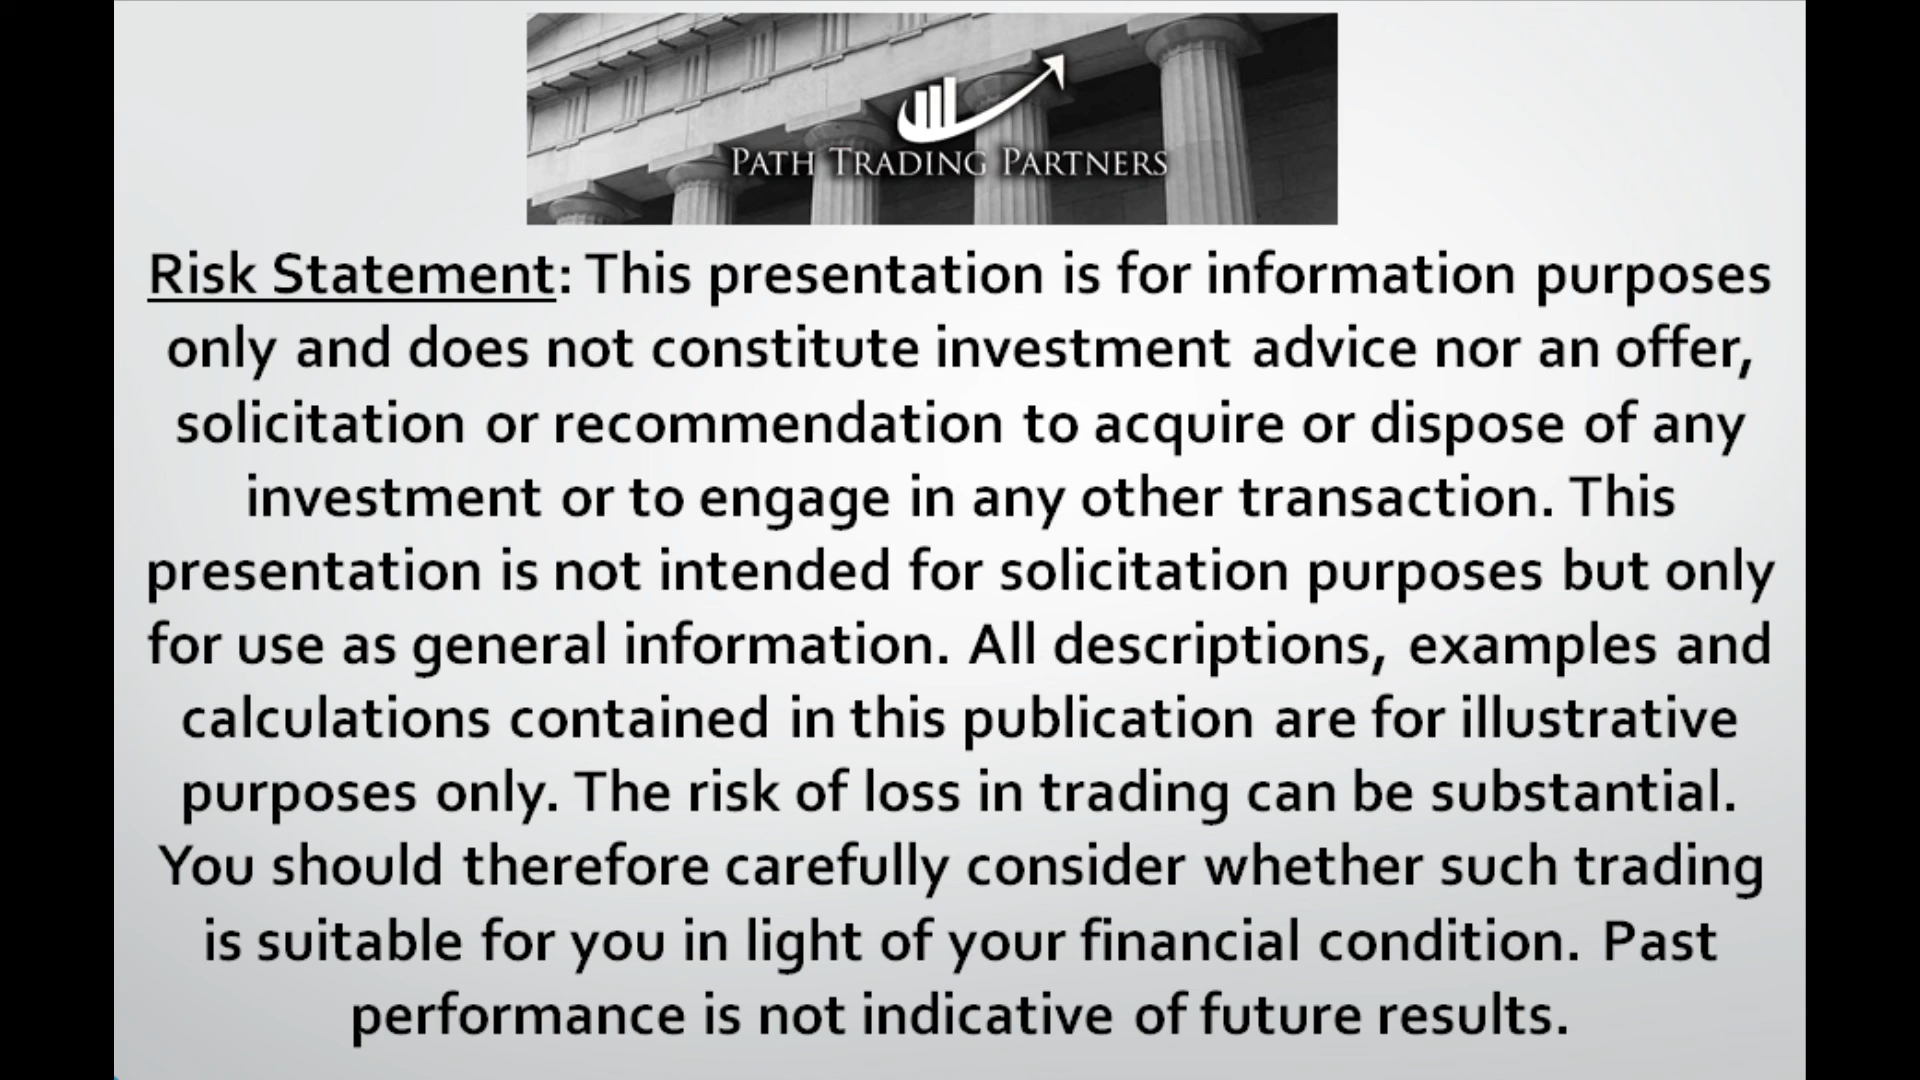 PATH TRADING PARTNERS
Risk Statement: This presentation is for information purposes
only and does not constitute investment advice nor an offer,
solicitation or recommendation to acquire or dispose of any
investment or to engage in any other transaction. This
presentation is not intended for solicitation purposes but only
for use as general information. All descriptions, examples and
calculations contained in this publication are for illustrative
purposes only. The risk of loss in trading can be substantial.
You should therefore carefully consider whether such trading
is suitable for you in light of your financial condition. Past
performance is not indicative of future results.